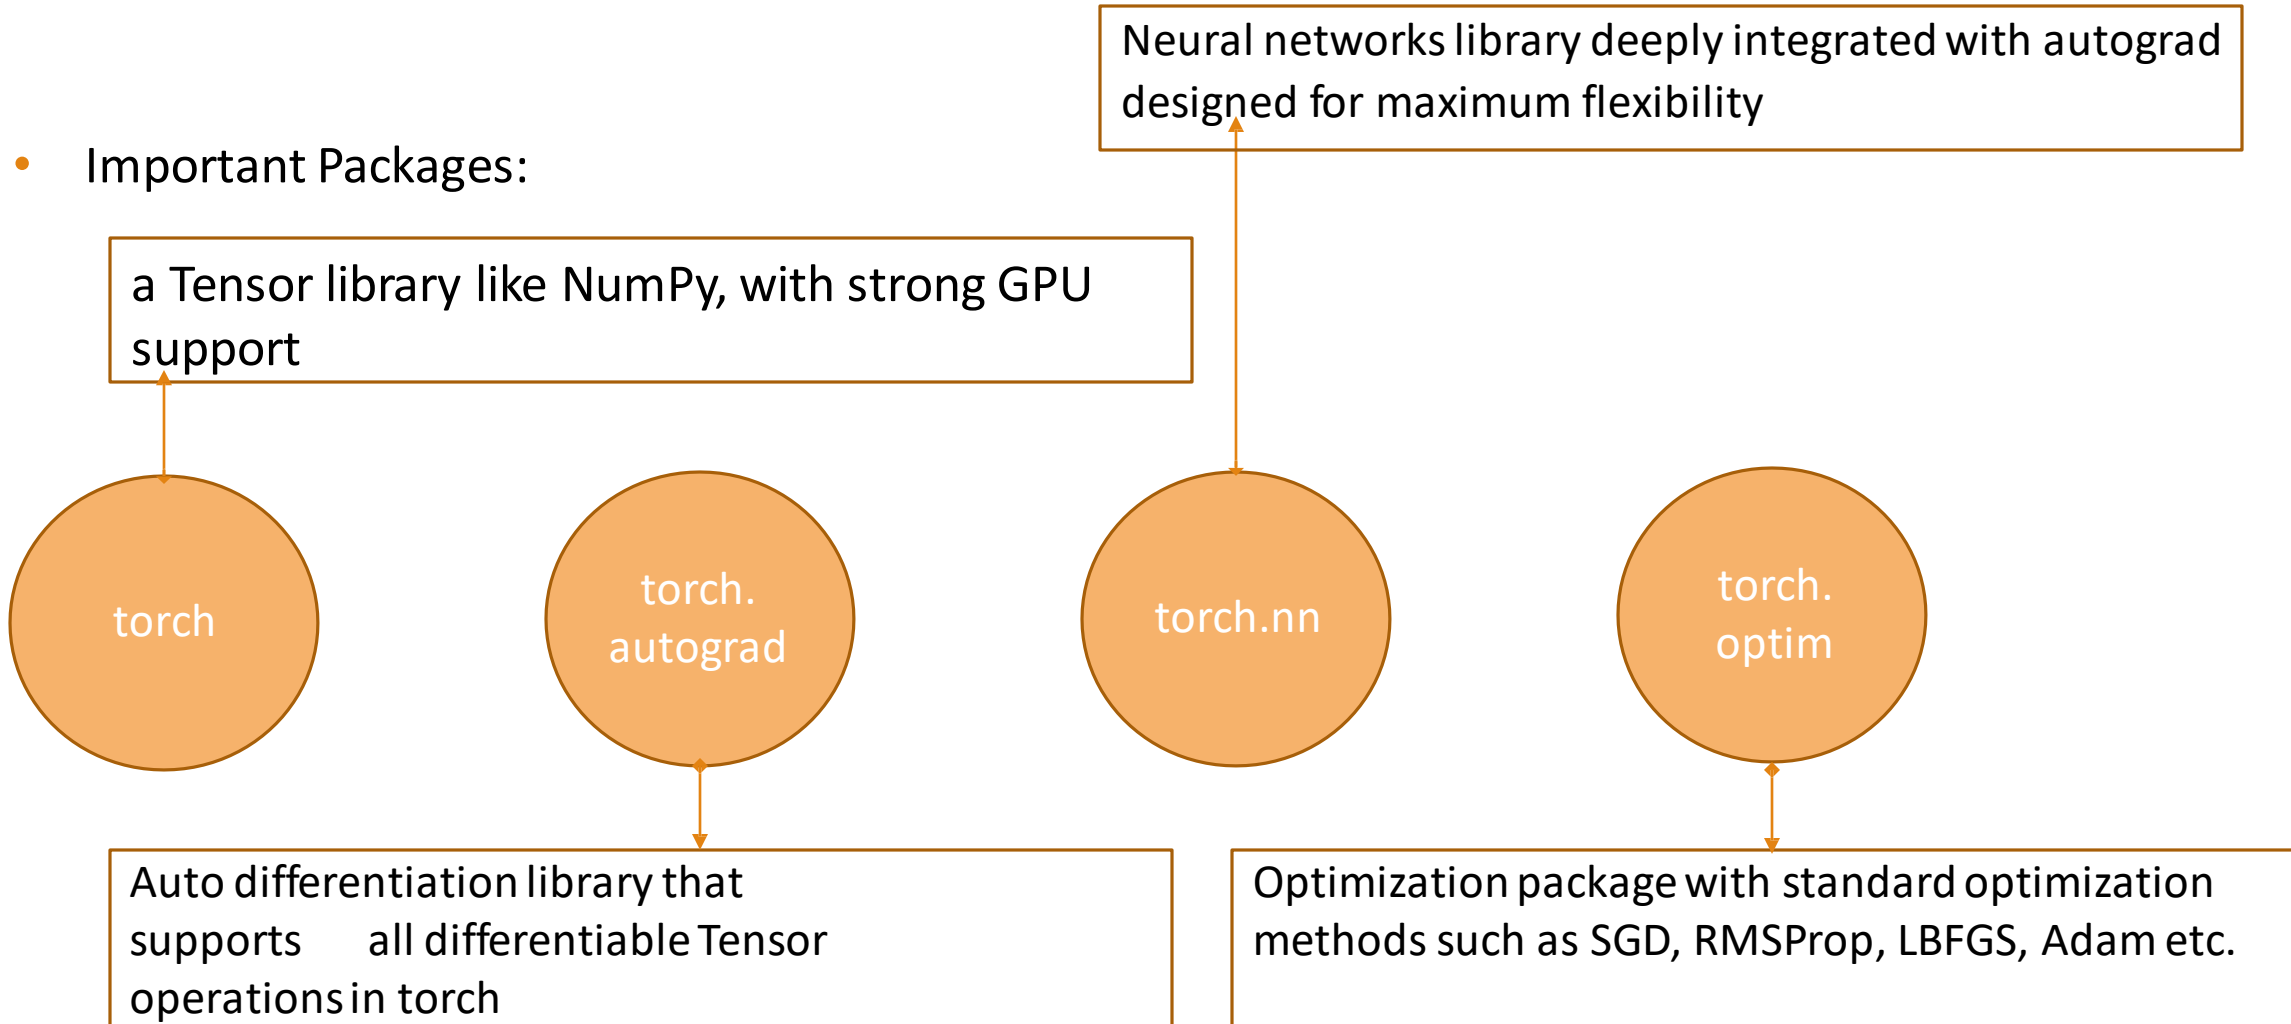 Neural networks library deeply integrated with autograd
designed for maximum flexibility
• Important Packages:
a Tensor library like NumPy, with strong GPU
support
torch
torch.
autograd
torch.nn
torch.
optim
Auto differentiation library that
supports all differentiable Tensor
operations in torch
Optimization package with standard optimization
methods such as SGD, RMSProp, LBFGS, Adam etc.